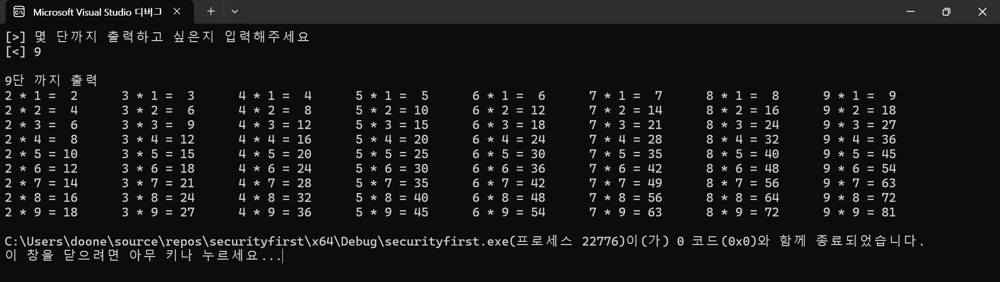 Microsoft Visual Studio 디버그
[>] 몇 단까지 출력하고 싶은지 입력해주세요
[<] 9
9단 까지 출력
2 * 1 =  2      3 * 1 =  3      4 * 1 =  4      5 * 1 =  5      6 * 1 =  6      7 * 1 =  7      8 * 1 =  8      9 * 1 =  9
2 * 2 =  4      3 * 2 =  6      4 * 2 =  8      5 * 2 = 10      6 * 2 = 12      7 * 2 = 14      8 * 2 = 16      9 * 2 = 18
2 * 3 =  6      3 * 3 =  9      4 * 3 = 12      5 * 3 = 15      6 * 3 = 18      7 * 3 = 21      8 * 3 = 24      9 * 3 = 27
2 * 4 =  8      3 * 4 = 12      4 * 4 = 16      5 * 4 = 20      6 * 4 = 24      7 * 4 = 28      8 * 4 = 32      9 * 4 = 36
2 * 5 = 10      3 * 5 = 15      4 * 5 = 20      5 * 5 = 25      6 * 5 = 30      7 * 5 = 35      8 * 5 = 40      9 * 5 = 45
2 * 6 = 12      3 * 6 = 18      4 * 6 = 24      5 * 6 = 30      6 * 6 = 36      7 * 6 = 42      8 * 6 = 48      9 * 6 = 54
2 * 7 = 14      3 * 7 = 21      4 * 7 = 28      5 * 7 = 35      6 * 7 = 42      7 * 7 = 49      8 * 7 = 56      9 * 7 = 63
2 * 8 = 16      3 * 8 = 24      4 * 8 = 32      5 * 8 = 40      6 * 8 = 48      7 * 8 = 56      8 * 8 = 64      9 * 8 = 72
2 * 9 = 18      3 * 9 = 27      4 * 9 = 36      5 * 9 = 45      6 * 9 = 54      7 * 9 = 63      8 * 9 = 72      9 * 9 = 81
C:\Users\doone\source\repos\securityfirst\x64\Debug\securityfirst.exe(프로세스 22776)이(가) 0 코드(0x0)와 함께 종료되었습니다.
이 창을 닫으려면 아무 키나 누르세요...